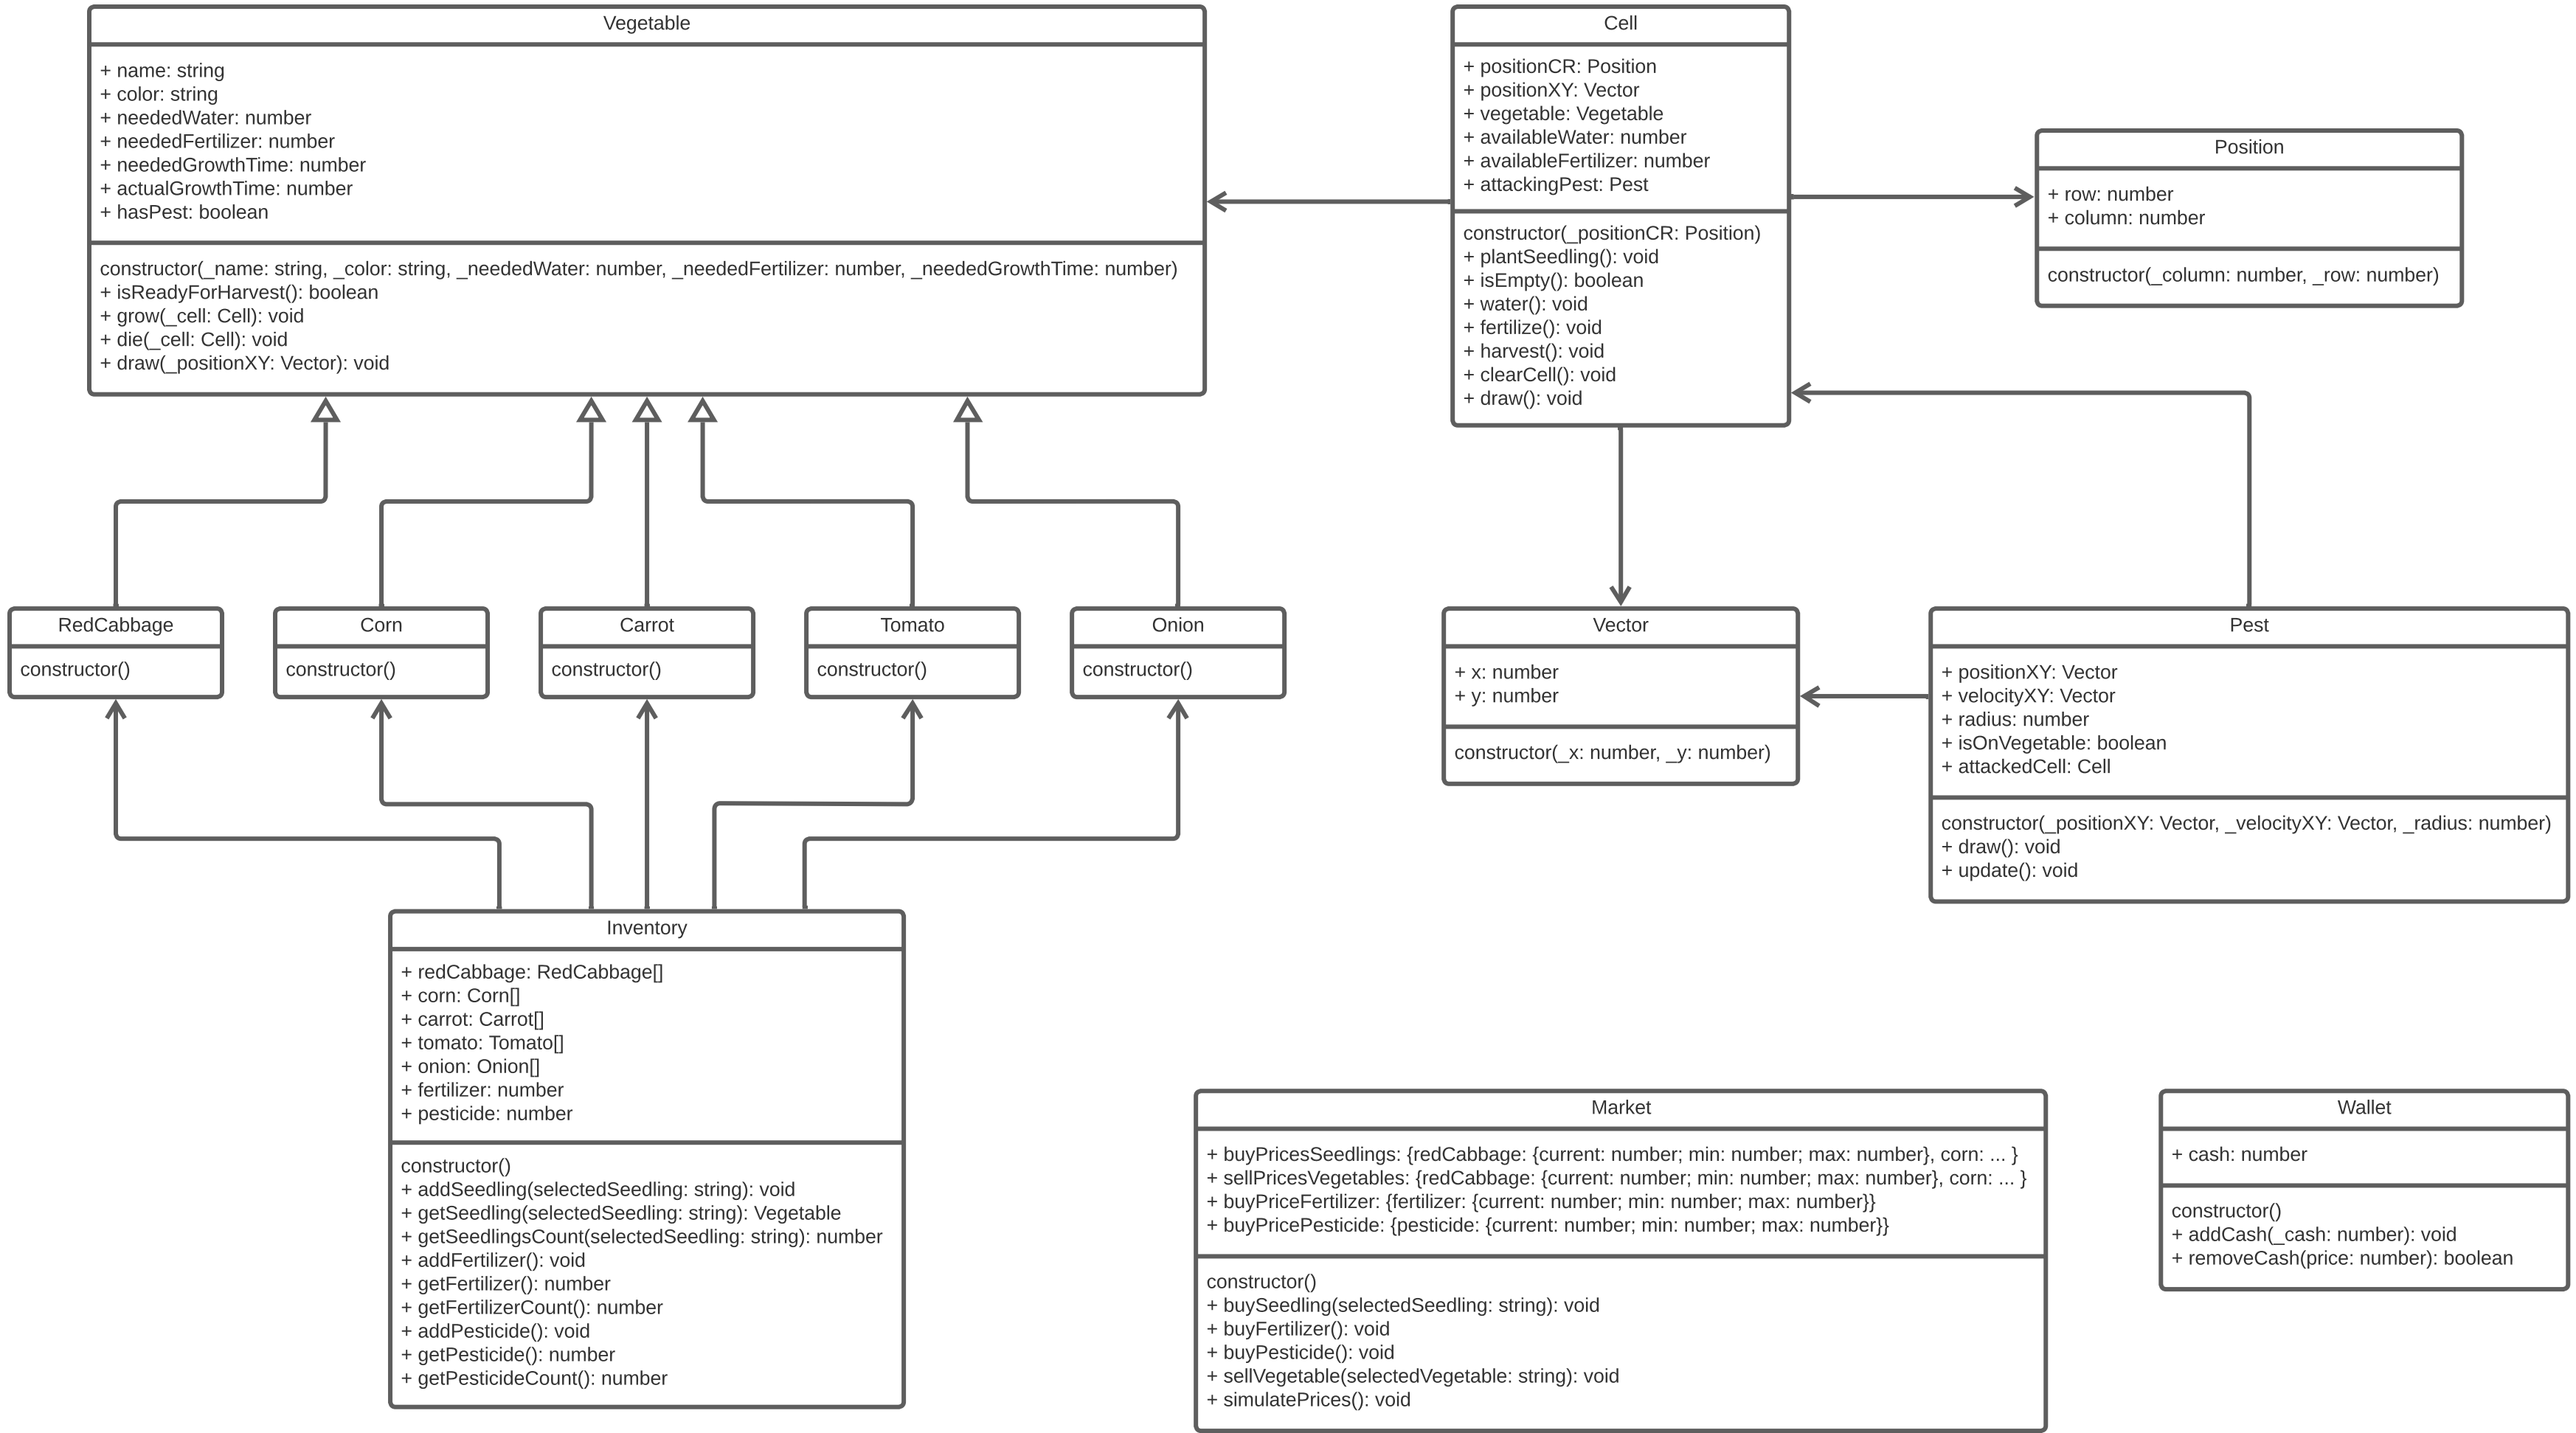 Vegetable
+ name: string
+ color: string
+ neededWater: number
+ neededFertilizer: number
+ neededGrowthTime: number
+ actualGrowthTime: number
+ hasPest: boolean
constructor(_name: string, _color: string, _neededWater: number, _neededFertilizer: number, _neededGrowthTime: number)
+ isReadyForHarvest(): boolean
+ grow(_cell: Cell): void
+ die(_cell: Cell): void
+ draw(_positionXY: Vector): void
Cell
+ positionCR: Position
+ positionXY: Vector
+ vegetable: Vegetable
+ availableWater: number
+ availableFertilizer: number
+ attackingPest: Pest
constructor(_positionCR: Position)
+ plantSeedling(): void
+ isEmpty(): boolean
+ water(): void
+ fertilize(): void
+ harvest(): void
+ clearCell(): void
+ draw(): void
Position
+ row: number
+ column: number
constructor(_column: number, _row: number)
RedCabbage
constructor()
Corn
constructor()
Carrot
constructor()
Tomato
constructor()
Onion
constructor()
Vector
+ x: number
+ y: number
constructor(_x: number, _y: number)
Pest
+ positionXY: Vector
+ velocityXY: Vector
+ radius: number
+ isOnVegetable: boolean
+ attackedCell: Cell
constructor(_positionXY: Vector, _velocityXY: Vector, _radius: number)
+ draw(): void
+ update(): void
Inventory
+ redCabbage: RedCabbage[]
+ corn: Corn[]
+ carrot: Carrot[]
+ tomato: Tomato[]
+ onion: Onion[]
+ fertilizer: number
+ pesticide: number
constructor()
+ addSeedling(selectedSeedling: string): void
+ getSeedling(selectedSeedling: string): Vegetable
+ getSeedlingsCount(selectedSeedling: string): number
+ addFertilizer(): void
+ getFertilizer(): number
+ getFertilizerCount(): number
+ addPesticide(): void
+ getPesticide(): number
+ getPesticideCount(): number
Market
+ buyPricesSeedlings: {redCabbage: {current: number; min: number; max: number}, corn: ... }
+ sellPricesVegetables: {redCabbage: {current: number; min: number; max: number}, corn: ... }
+ buyPriceFertilizer: {fertilizer: {current: number; min: number; max: number}}
+ buyPricePesticide: {pesticide: {current: number; min: number; max: number}}
constructor()
+ buySeedling(selectedSeedling: string): void
+ buyFertilizer(): void
+ buyPesticide(): void
+ sellVegetable(selectedVegetable: string): void
+ simulatePrices(): void
Wallet
+ cash: number
constructor()
+ addCash(_cash: number): void
+ removeCash(price: number): boolean